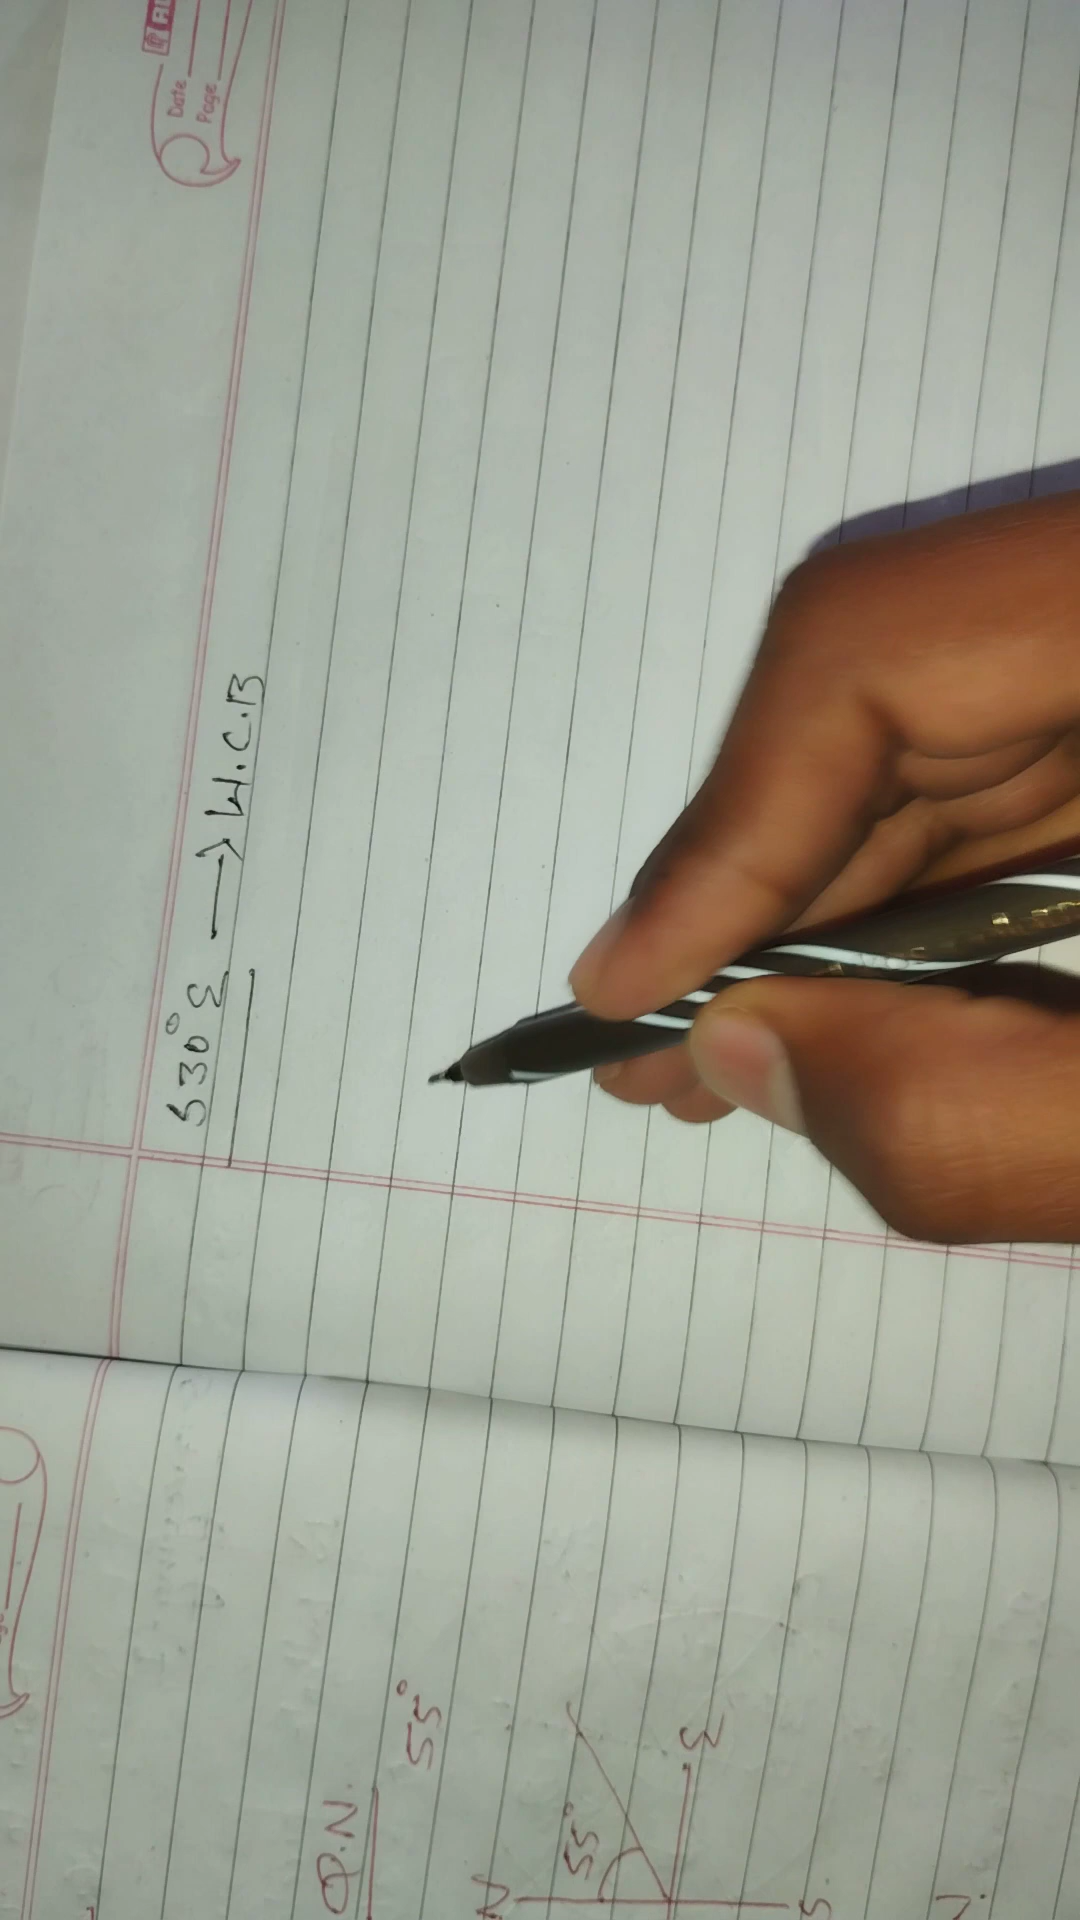 Date
Page
S30° E → W.C.B
Q.N.
55°
N
55°
E
S